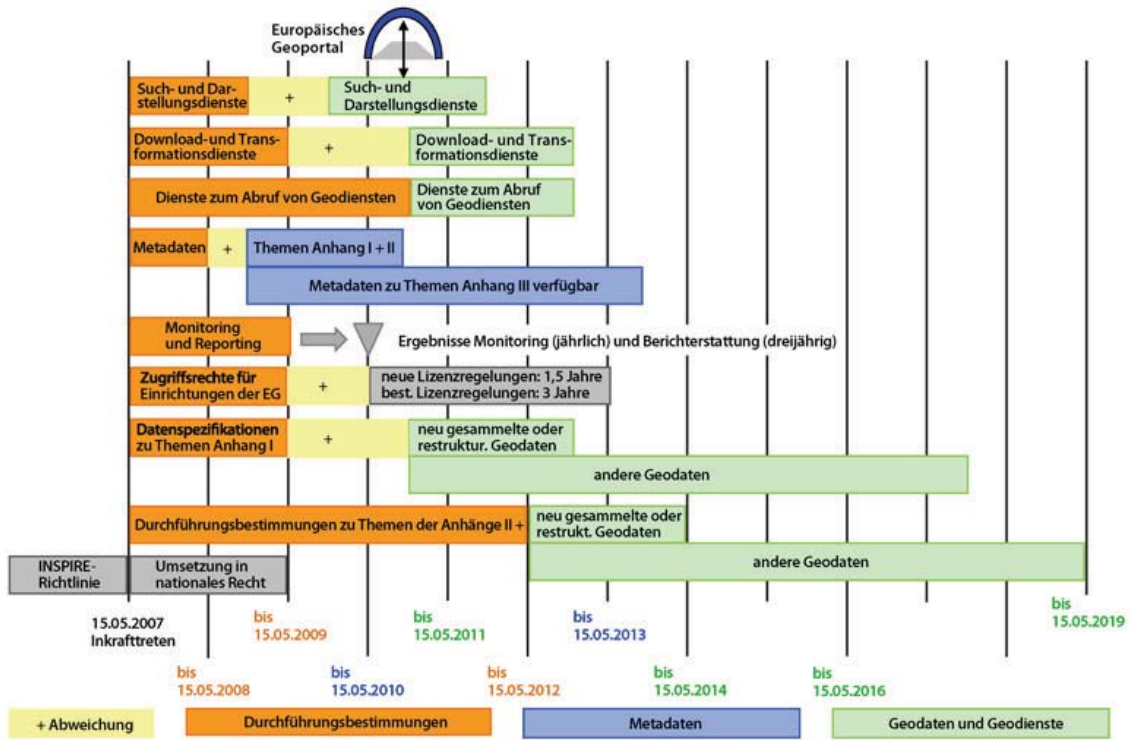 Europäisches
Geoportal
Such- und Dar-
stellungsdienste
+
Such- und
Darstellungsdienste
Download-und Trans-
formationsdienste
+
Download- und Trans-
formationsdienste
Dienste zum Abruf von Geodiensten
Dienste zum Abruf
von Geodiensten
Metadaten
+
Themen Anhang I + II
Metadaten zu Themen Anhang III verfügbar
Monitoring
und Reporting
Ergebnisse Monitoring (jährlich) und Berichterstattung (dreijährig)
Zugriffsrechte für
Einrichtungen der EG
+
neue Lizenzregelungen: 1,5 Jahre
best. Lizenzregelungen: 3 Jahre
Datenspezifikationen
zu Themen Anhang I
+
neu gesammelte oder
restruktur. Geodaten
andere Geodaten
Durchführungsbestimmungen zu Themen der Anhänge II +
neu gesammelte oder
restrukt. Geodaten
andere Geodaten
INSPIRE-
Richtlinie
Umsetzung in
nationales Recht
15.05.2007
Inkrafttreten
bis
15.05.2009
bis
15.05.2011
bis
15.05.2013
bis
15.05.2019
bis
15.05.2008
bis
15.05.2010
bis
15.05.2012
bis
15.05.2014
bis
15.05.2016
+ Abweichung
Durchführungsbestimmungen
Metadaten
Geodaten und Geodienste